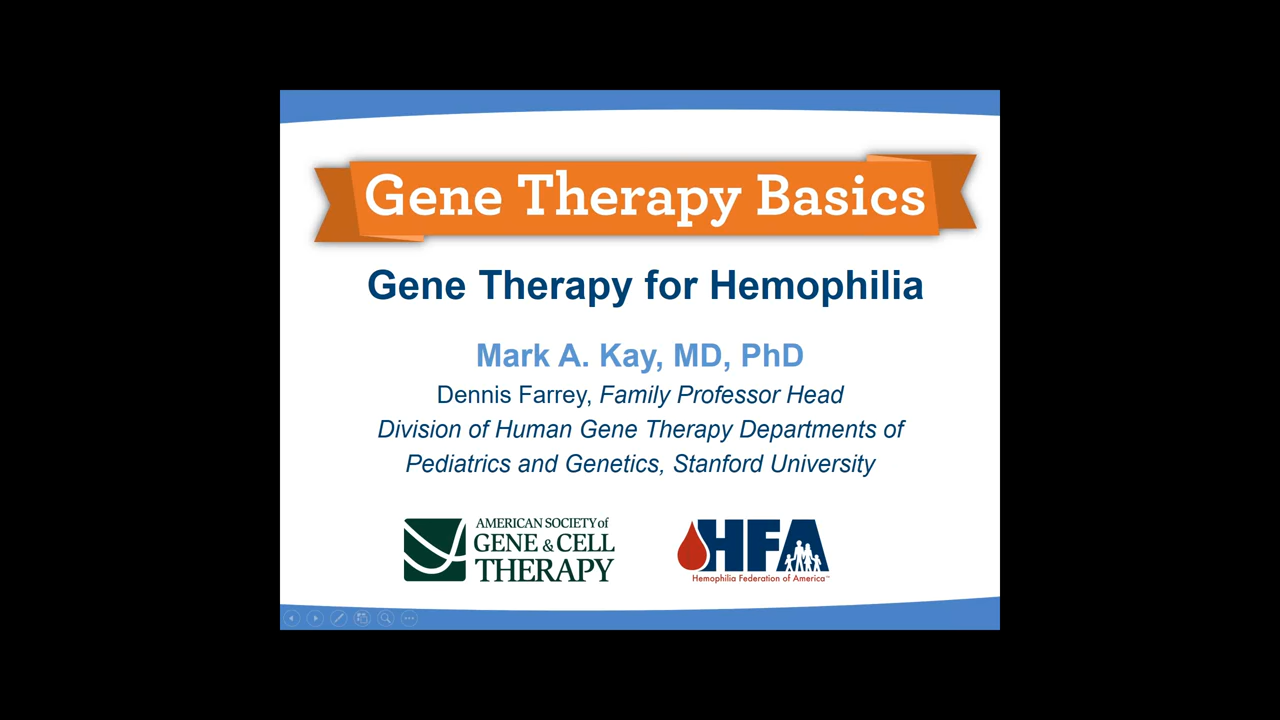 Gene Therapy Basics
Gene Therapy for Hemophilia
Mark A. Kay, MD, PhD
Dennis Farrey, Family Professor Head
Division of Human Gene Therapy Departments of
Pediatrics and Genetics, Stanford University
AMERICAN SOCIETY of
GENE & CELL
THERAPY
HFA
Hemophilia Federation of America™